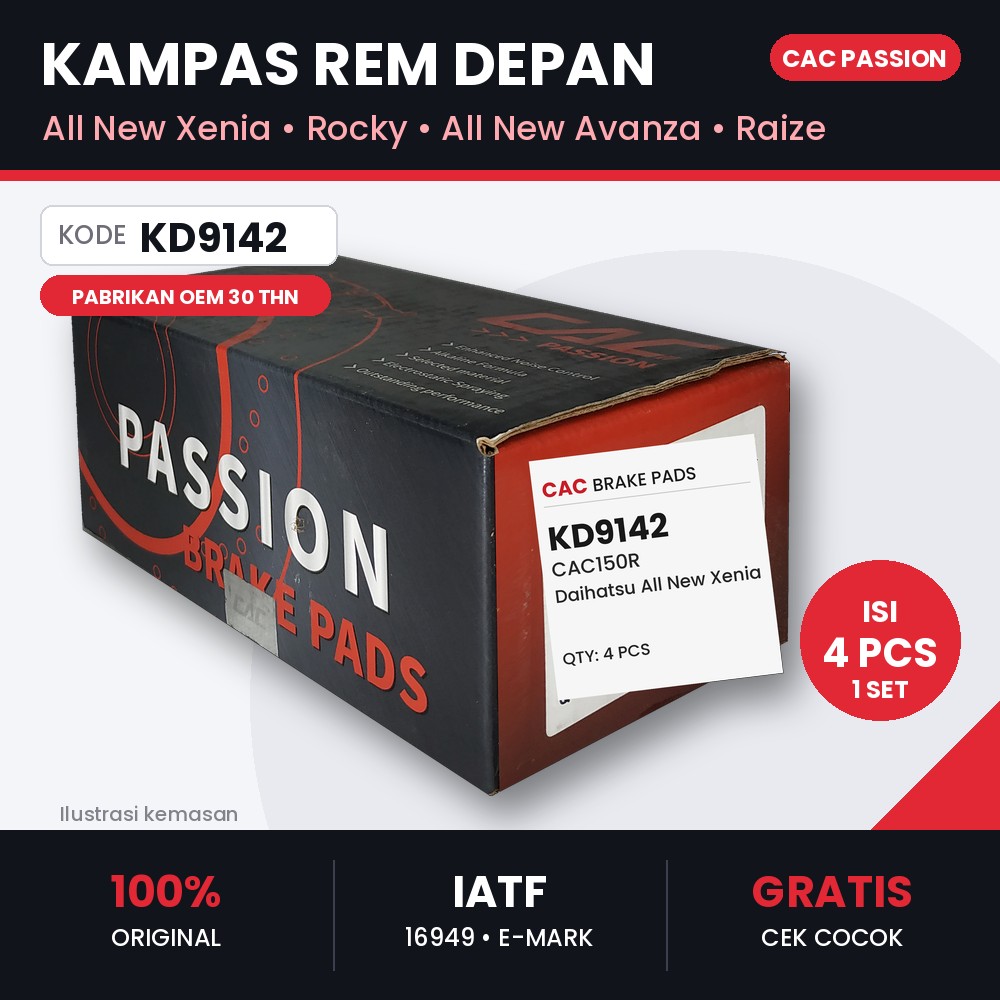 KAMPAS REM DEPAN
CAC PASSION
All New Xenia • Rocky • All New Avanza • Raize
KODE KD9142
PABRIKAN OEM 30 THN
CAC
PASSION
Enhanced Noise Control
Alkaline Formula
Selected material
Electrostatic-Spraying
Outstanding performance
PASSION
BRAKE PADS
CAC
CAC BRAKE PADS
KD9142
CAC150R
Daihatsu All New Xenia
QTY: 4 PCS
ISI
4 PCS
1 SET
Ilustrasi kemasan
100%
ORIGINAL
IATF
16949 • E-MARK
GRATIS
CEK COCOK